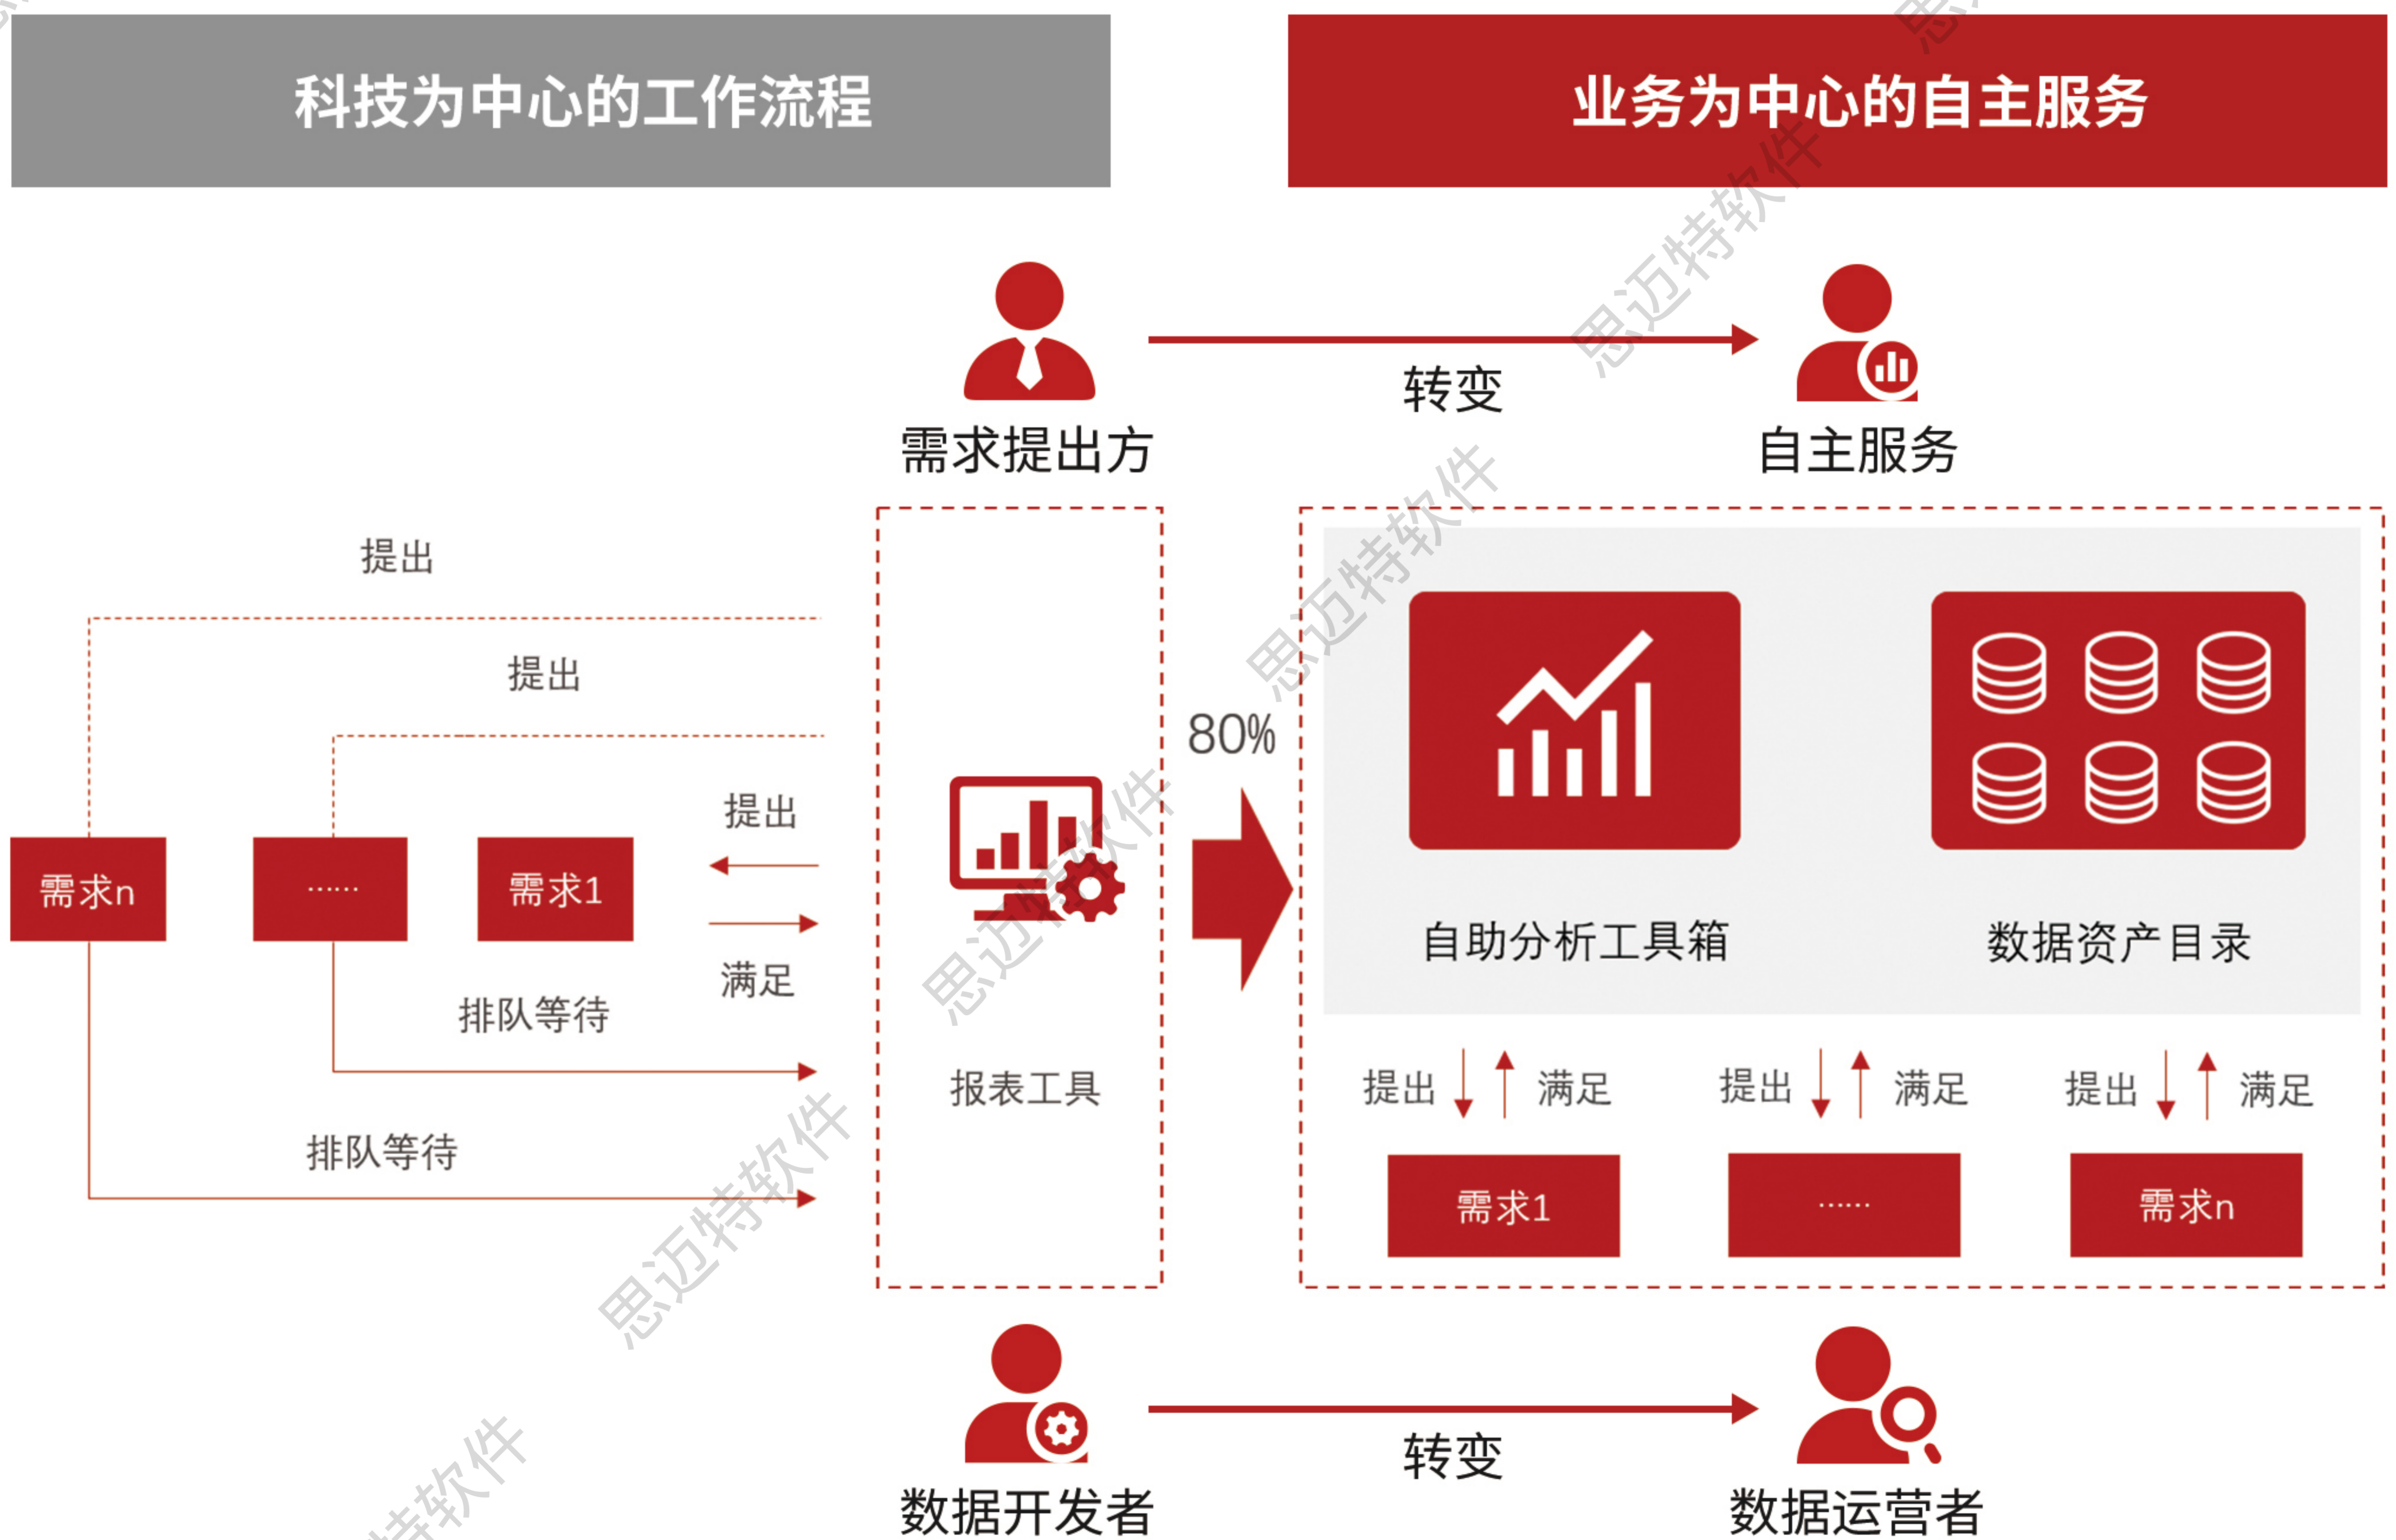 科技为中心的工作流程
业务为中心的自主服务
转变
需求提出方
自主服务
提出
提出
提出
80%
需求n
……
需求1
满足
排队等待
排队等待
报表工具
自助分析工具箱
数据资产目录
提出
满足
提出
满足
提出
满足
需求1
……
需求n
转变
数据开发者
数据运营者
思迈特软件
思迈特软件
思迈特软件
思迈特软件
特软件